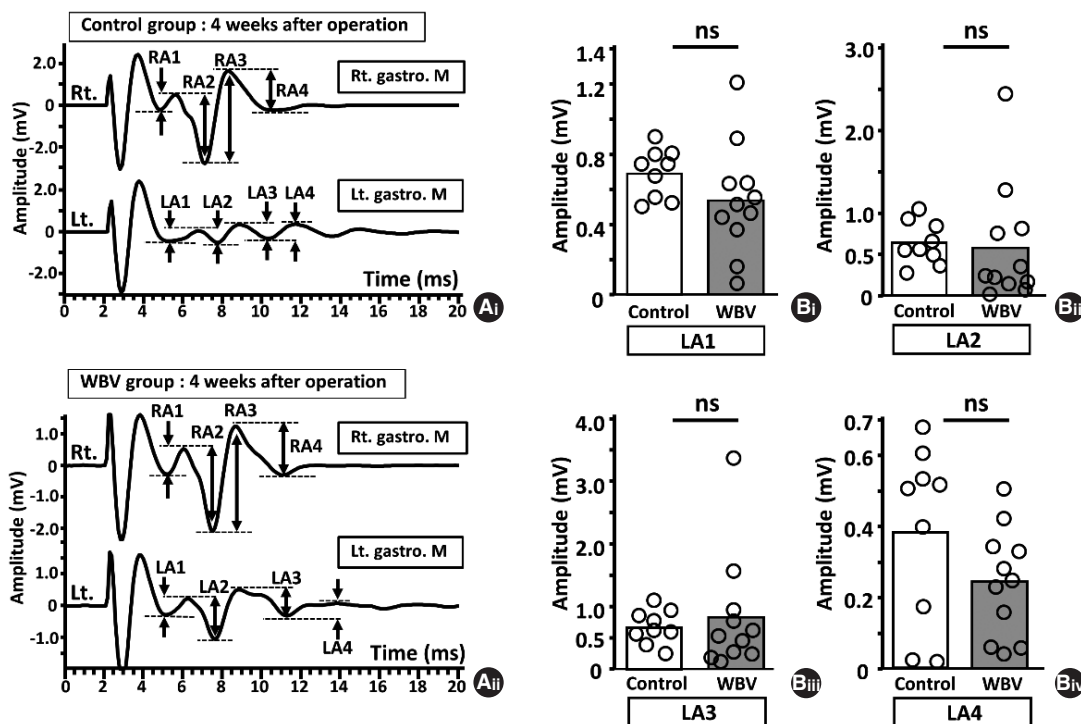 Control group : 4 weeks after operation
Amplitude (mV)
2.0
0
-2.0
2.0
0
-2.0
Rt.
Lt.
RA1
RA2
RA3
RA4
Rt. gastro. M
LA1
LA2
LA3
LA4
Lt. gastro. M
Time (ms)
0 2 4 6 8 10 12 14 16 18 20
Ai
ns
Amplitude (mV)
1.4
0.8
0.4
0
Control WBV
LA1
Bi
ns
Amplitude (mV)
3.0
2.0
1.0
0.5
0
Control WBV
LA2
Bii
WBV group : 4 weeks after operation
Amplitude (mV)
1.0
0
-1.0
-2.0
1.0
0
-1.0
Rt.
Lt.
RA1
RA2
RA3
RA4
Rt. gastro. M
LA1
LA2
LA3
LA4
Lt. gastro. M
Time (ms)
0 2 4 6 8 10 12 14 16 18 20
Aii
ns
Amplitude (mV)
4.0
3.0
2.0
1.0
0.5
0
Control WBV
LA3
Biii
ns
Amplitude (mV)
0.7
0.6
0.4
0.2
0
Control WBV
LA4
Biv